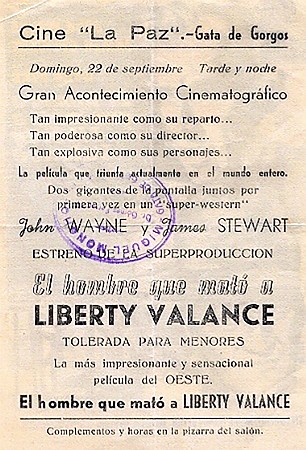 Cine "La Paz".-Gata de Gorgos
Domingo, 22 de septiembre Tarde y noche
Gran Acontecimiento Cinematográfico
Tan impresionante como su reparto...
Tan poderosa como su director...
Tan explosiva como sus personajes...
La película que triunfa actualmente en el mundo entero.
Dos gigantes de la pantalla juntos por
primera vez en un "super-western"
John WAYNE y James STEWART
ESTRENO DE LA SUPERPRODUCCION
El hombre que mató a
LIBERTY VALANCE
TOLERADA PARA MENORES
La más impresionante y sensacional
película del OESTE.
El hombre que mató a LIBERTY VALANCE
Complementos y horas en la pizarra del salón.
MIGUEL